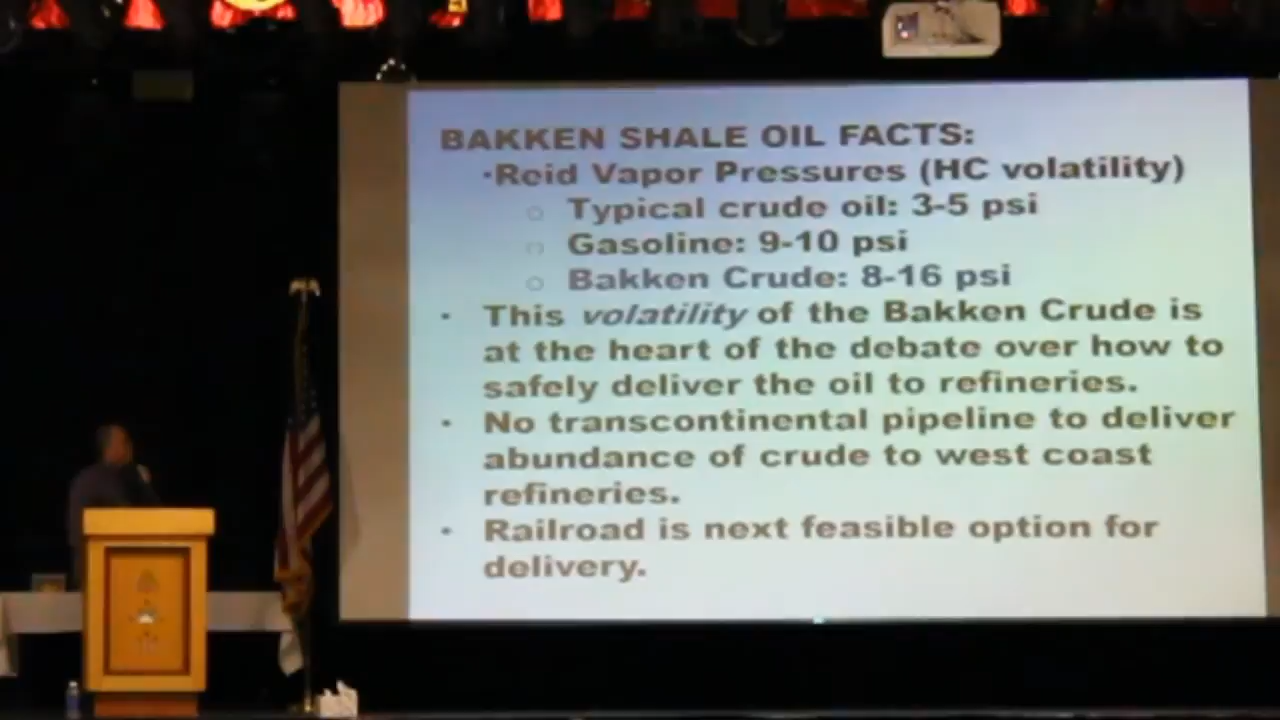 BAKKEN SHALE OIL FACTS:
•Reid Vapor Pressures (HC volatility)
o Typical crude oil: 3-5 psi
o Gasoline: 9-10 psi
o Bakken Crude: 8-16 psi
• This volatility of the Bakken Crude is
at the heart of the debate over how to
safely deliver the oil to refineries.
• No transcontinental pipeline to deliver
abundance of crude to west coast
refineries.
• Railroad is next feasible option for
delivery.